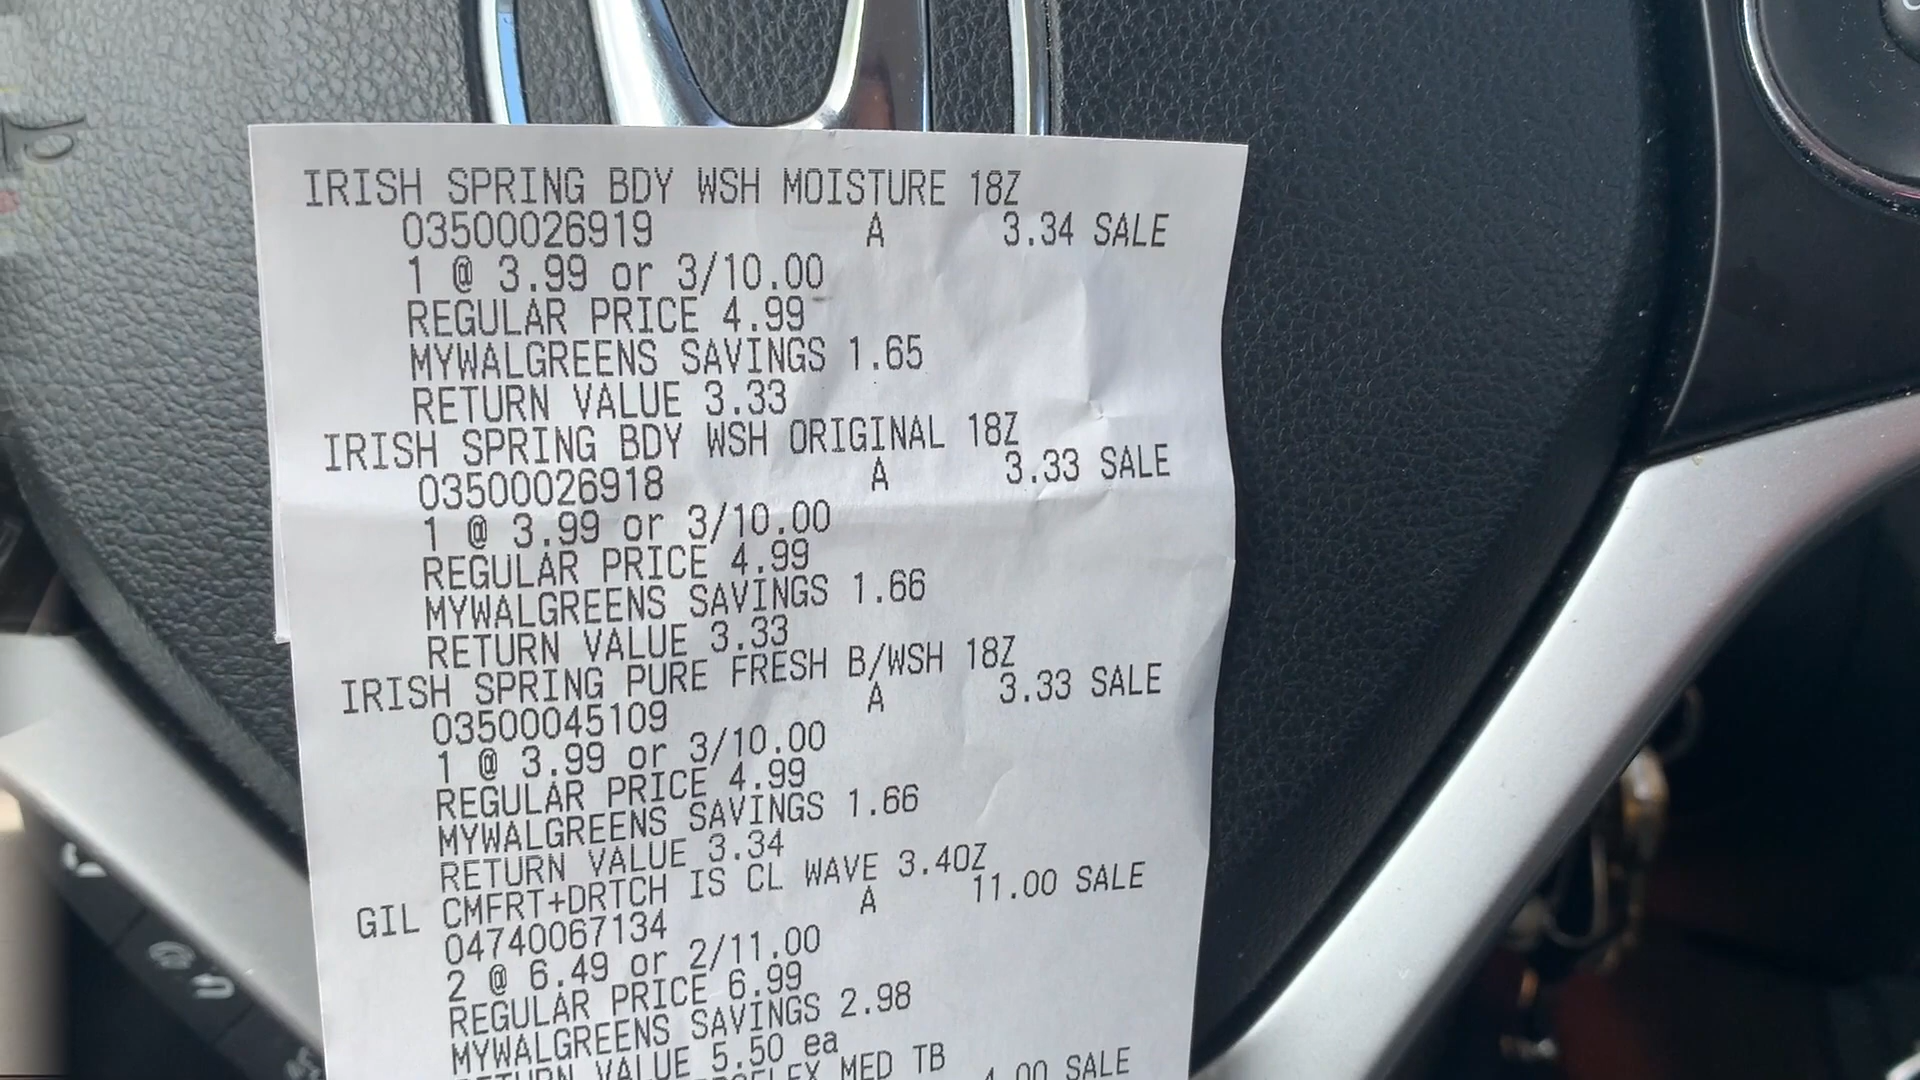 IRISH SPRING BDY WSH MOISTURE 18Z
03500026919 A 3.34 SALE
1 @ 3.99 or 3/10.00
REGULAR PRICE 4.99
MYWALGREENS SAVINGS 1.65
RETURN VALUE 3.33
IRISH SPRING BDY WSH ORIGINAL 18Z
03500026918 A 3.33 SALE
1 @ 3.99 or 3/10.00
REGULAR PRICE 4.99
MYWALGREENS SAVINGS 1.66
RETURN VALUE 3.33
IRISH SPRING PURE FRESH B/WSH 18Z
03500045109 A 3.33 SALE
1 @ 3.99 or 3/10.00
REGULAR PRICE 4.99
MYWALGREENS SAVINGS 1.66
RETURN VALUE 3.34
GIL CMFRT+DRTCH IS CL WAVE 3.4OZ
04740067134 A 11.00 SALE
2 @ 6.49 or 2/11.00
REGULAR PRICE 6.99
MYWALGREENS SAVINGS 2.98
RETURN VALUE 5.50 ea
MED TB
4.00 SALE